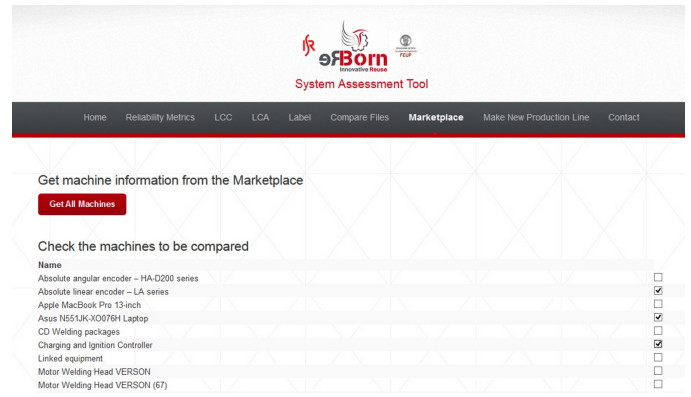 ISR
ReBorn
Innovative Reuse
FEUP
System Assessment Tool
Home Reliability Metrics LCC LCA Label Compare Files Marketplace Make New Production Line Contact
Get machine information from the Marketplace
Get All Machines
Check the machines to be compared
Name
Absolute angular encoder – HA-D200 series
Absolute linear encoder – LA series
Apple MacBook Pro 13-inch
Asus N551JK-XO076H Laptop
CD Welding packages
Charging and Ignition Controller
Linked equipment
Motor Welding Head VERSON
Motor Welding Head VERSON (67)